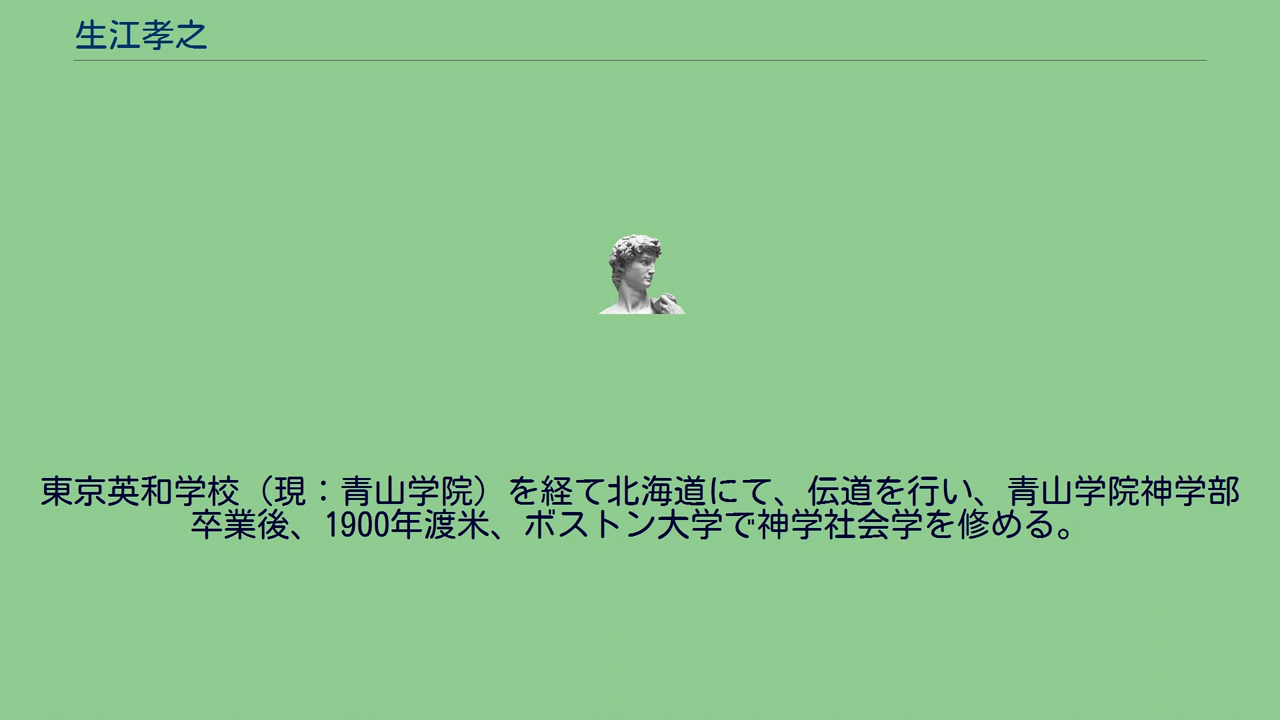 生江孝之
東京英和学校（現：青山学院）を経て北海道にて、伝道を行い、青山学院神学部
卒業後、1900年渡米、ボストン大学で神学社会学を修める。